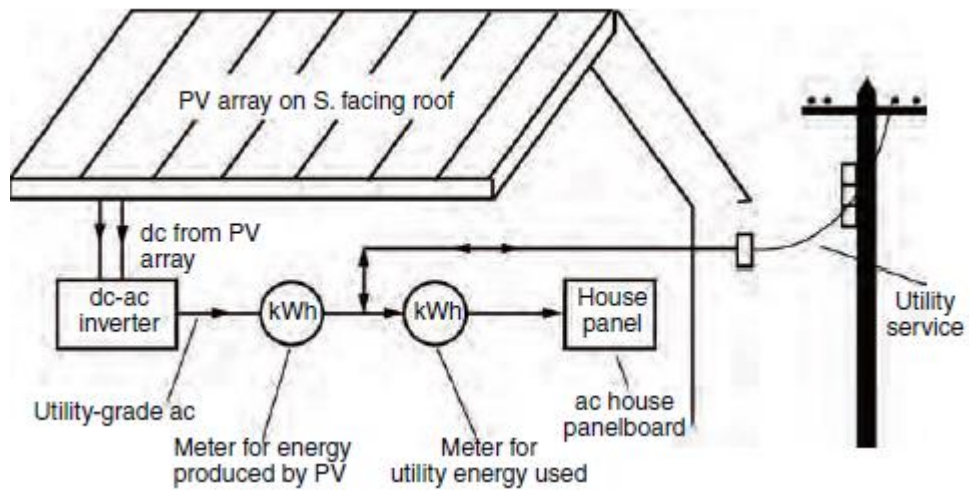 PV array on S. facing roof
dc from PV
array
dc-ac
inverter
kWh
kWh
House
panel
Utility
service
Utility-grade ac
ac house
panelboard
Meter for energy
produced by PV
Meter for
utility energy used